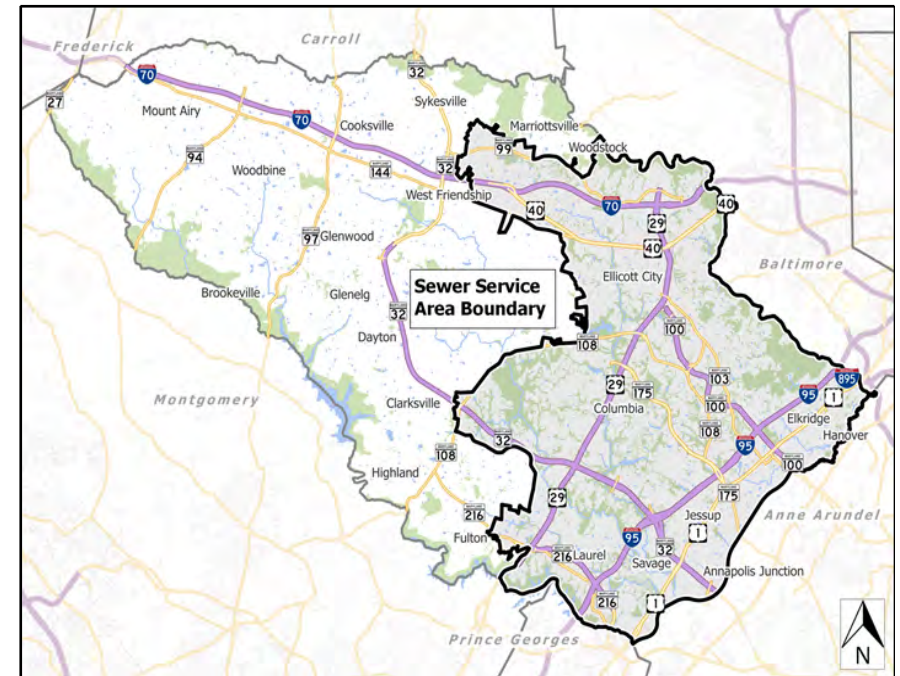 Carroll
Frederick
70
32
27
Mount Airy
Sykesville
70
Cooksville
Marriottsville
99
Woodstock
94
Woodbine
144
32
West Friendship
40
70
40
29
97
Glenwood
40
Ellicott City
Baltimore
Brookeville
Glenelg
Sewer Service
Area Boundary
32
Dayton
100
108
Montgomery
29
175
103
895
95
1
Columbia
100
Elkridge
Clarksville
108
Hanover
32
95
108
100
Highland
29
175
216
Jessup
Anne Arundel
Fulton
95
1
216
Laurel
32
Savage
Annapolis Junction
216
1
Prince Georges
N